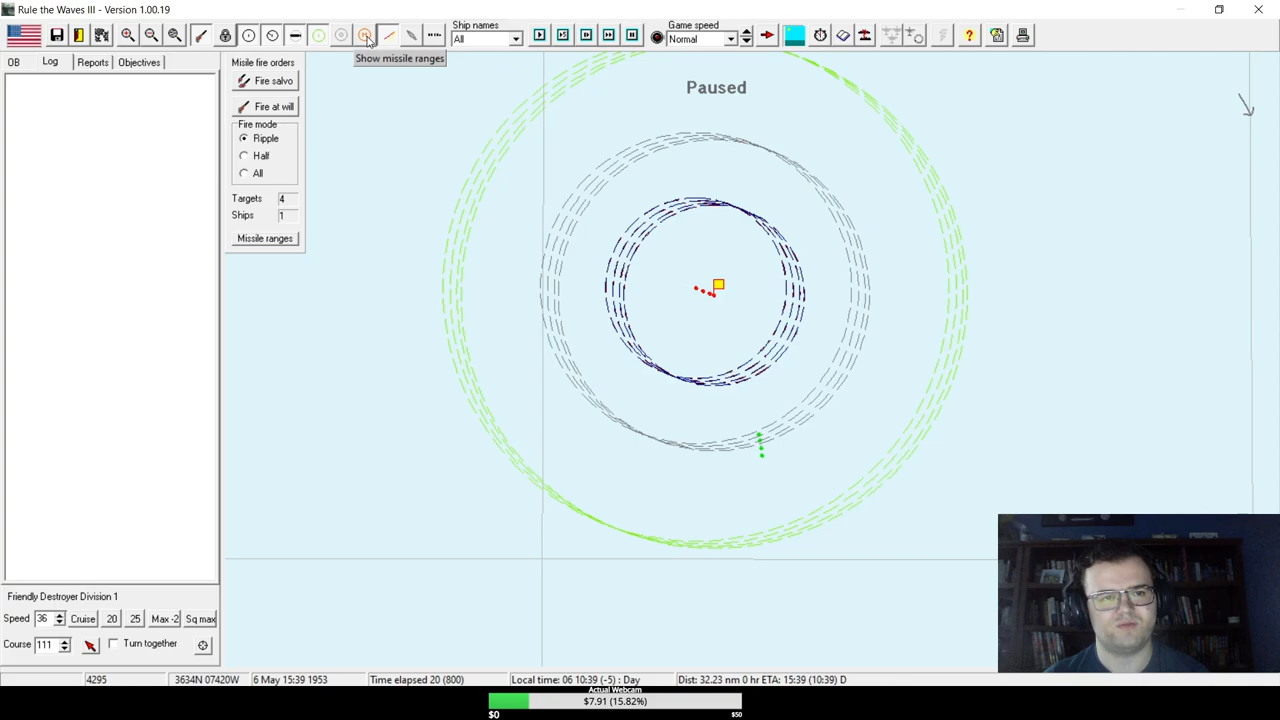 Rule the Waves III - Version 1.00.19
Ship names
All
Game speed
Normal
OB
Log
Reports
Objectives
Show missile ranges
Misile fire orders
Fire salvo
Fire at will
Fire mode
Ripple
Half
All
Targets 4
Ships 1
Missile ranges
Paused
Friendly Destroyer Division 1
Speed 36 Cruise 20 25 Max -2 Sq max
Course 111 Turn together
4295 3634N 07420W 6 May 15:39 1953 Time elapsed 20 (800) Local time: 06 10:39 (-5) : Day Dist: 32.23 nm 0 hr ETA: 15:39 (10:39) D
Actual Webcam
$7.91 (15.82%)
$0
$50